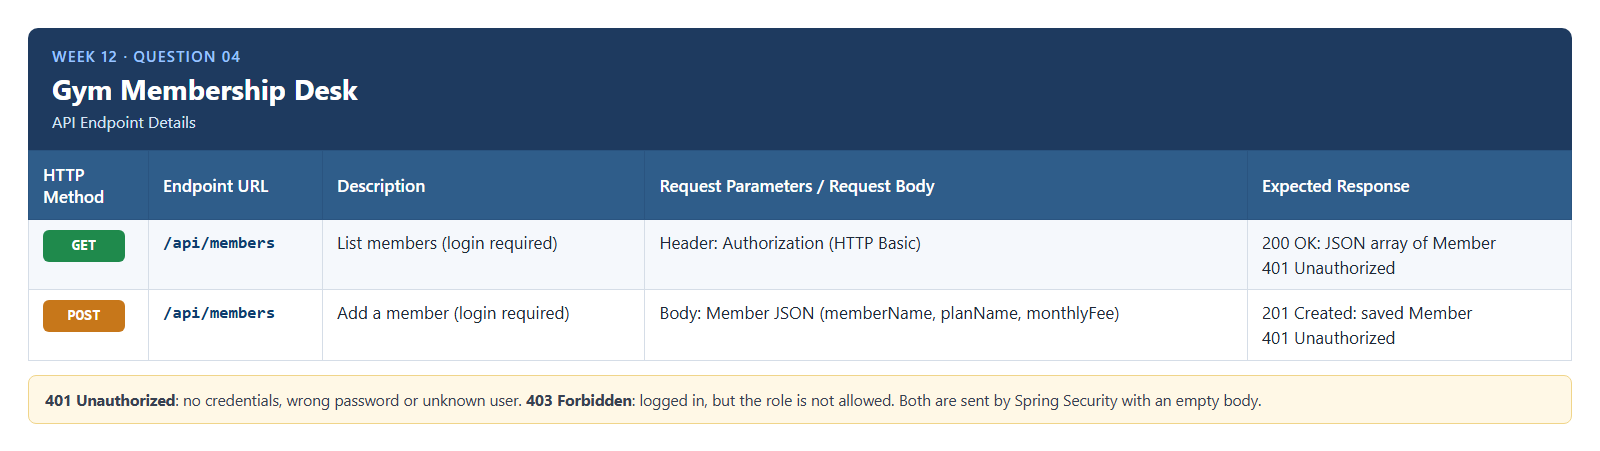 WEEK 12 · QUESTION 04
Gym Membership Desk
API Endpoint Details
HTTP Method
Endpoint URL
Description
Request Parameters / Request Body
Expected Response
GET
/api/members
List members (login required)
Header: Authorization (HTTP Basic)
200 OK: JSON array of Member
401 Unauthorized
POST
/api/members
Add a member (login required)
Body: Member JSON (memberName, planName, monthlyFee)
201 Created: saved Member
401 Unauthorized
401 Unauthorized: no credentials, wrong password or unknown user. 403 Forbidden: logged in, but the role is not allowed. Both are sent by Spring Security with an empty body.